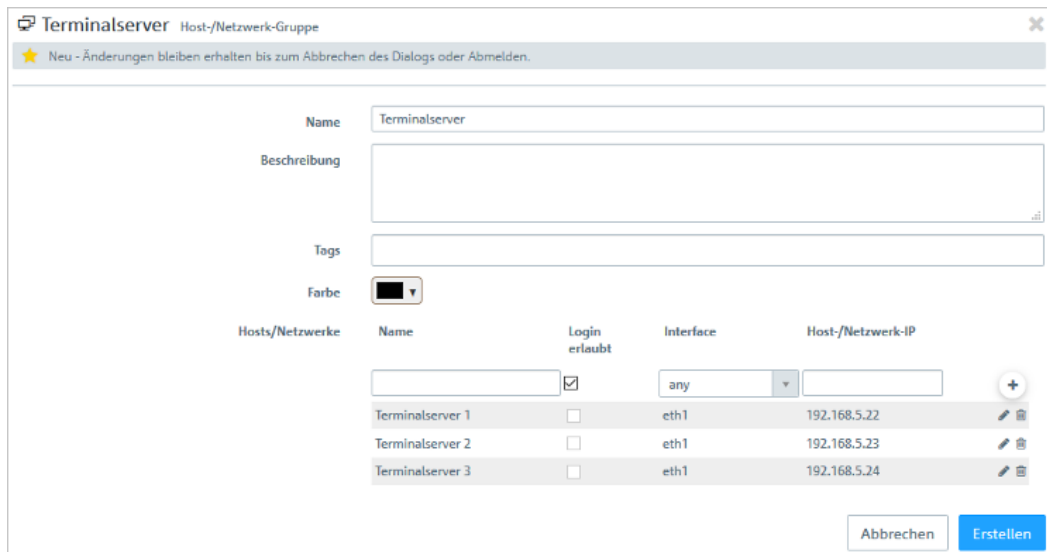 Terminalserver Host-/Netzwerk-Gruppe
Neu - Änderungen bleiben erhalten bis zum Abbrechen des Dialogs oder Abmelden.
Name Terminalserver
Beschreibung
Tags
Farbe
Hosts/Netzwerke Name Login erlaubt Interface Host-/Netzwerk-IP
any
Terminalserver 1 eth1 192.168.5.22
Terminalserver 2 eth1 192.168.5.23
Terminalserver 3 eth1 192.168.5.24
Abbrechen Erstellen